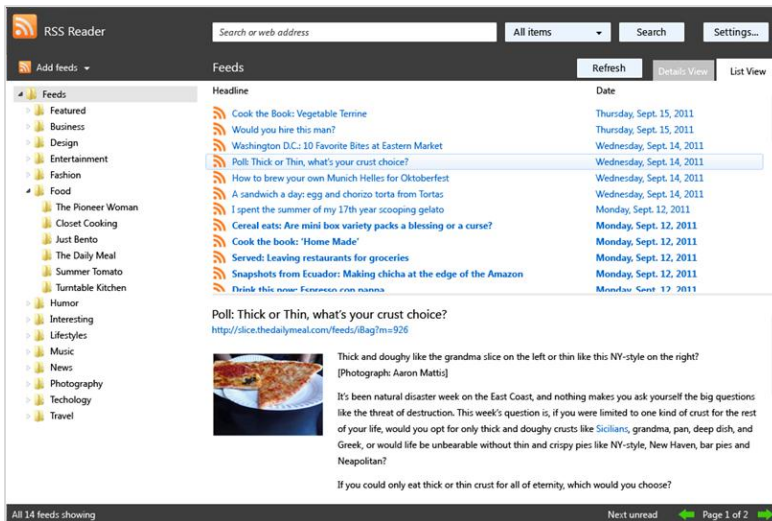 RSS Reader
Search or web address
All items
Search
Settings...
Add feeds
Feeds
Refresh
Details View
List View
Feeds
Featured
Business
Design
Entertainment
Fashion
Food
The Pioneer Woman
Closet Cooking
Just Bento
The Daily Meal
Summer Tomato
Turntable Kitchen
Humor
Interesting
Lifestyles
Music
News
Photography
Techology
Travel
Headline Date
Cook the Book: Vegetable Terrine Thursday, Sept. 15, 2011
Would you hire this man? Thursday, Sept. 15, 2011
Washington D.C.: 10 Favorite Bites at Eastern Market Wednesday, Sept. 14, 2011
Poll: Thick or Thin, what's your crust choice? Wednesday, Sept. 14, 2011
How to brew your own Munich Helles for Oktoberfest Wednesday, Sept. 14, 2011
A sandwich a day: egg and chorizo torta from Tortas Wednesday, Sept. 14, 2011
I spent the summer of my 17th year scooping gelato Monday, Sept. 12, 2011
Cereal eats: Are mini box variety packs a blessing or a curse? Monday, Sept. 12, 2011
Cook the book: 'Home Made' Monday, Sept. 12, 2011
Served: Leaving restaurants for groceries Monday, Sept. 12, 2011
Snapshots from Ecuador: Making chicha at the edge of the Amazon Monday, Sept. 12, 2011
Drink this now: Espresso con panna Monday, Sept. 12, 2011
Poll: Thick or Thin, what's your crust choice?
http://slice.thedailymeal.com/feeds/iBag?m=926
Thick and doughy like the grandma slice on the left or thin like this NY-style on the right?
[Photograph: Aaron Mattis]
It's been natural disaster week on the East Coast, and nothing makes you ask yourself the big questions
like the threat of destruction. This week's question is, if you were limited to one kind of crust for the rest
of your life, would you opt for only thick and doughy crusts like Sicilians, grandma, pan, deep dish, and
Greek, or would life be unbearable without thin and crispy pies like NY-style, New Haven, bar pies and
Neapolitan?
If you could only eat thick or thin crust for all of eternity, which would you choose?
All 14 feeds showing
Next unread
Page 1 of 2